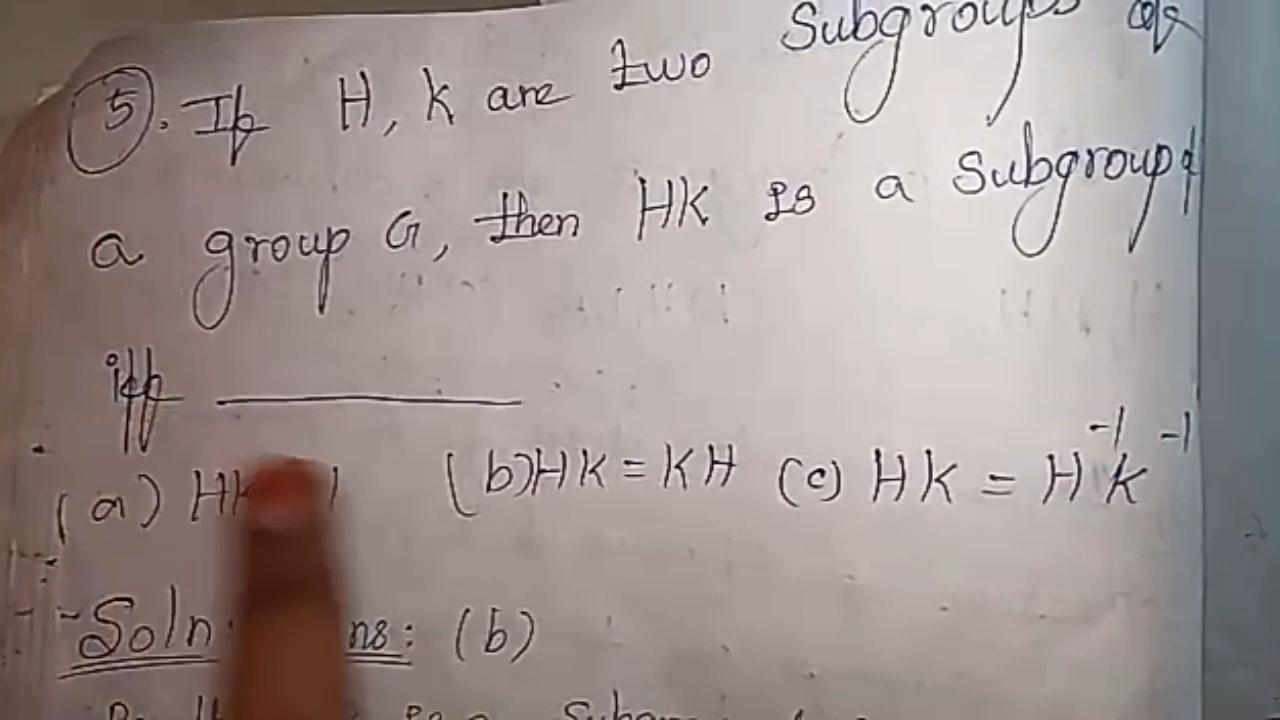 5. If H, K are two Subgroups of
a group G, then HK is a Subgroup
iff ________
(a) HK (b) HK = KH (c) HK = H⁻¹K⁻¹
Soln: Ans: (b)